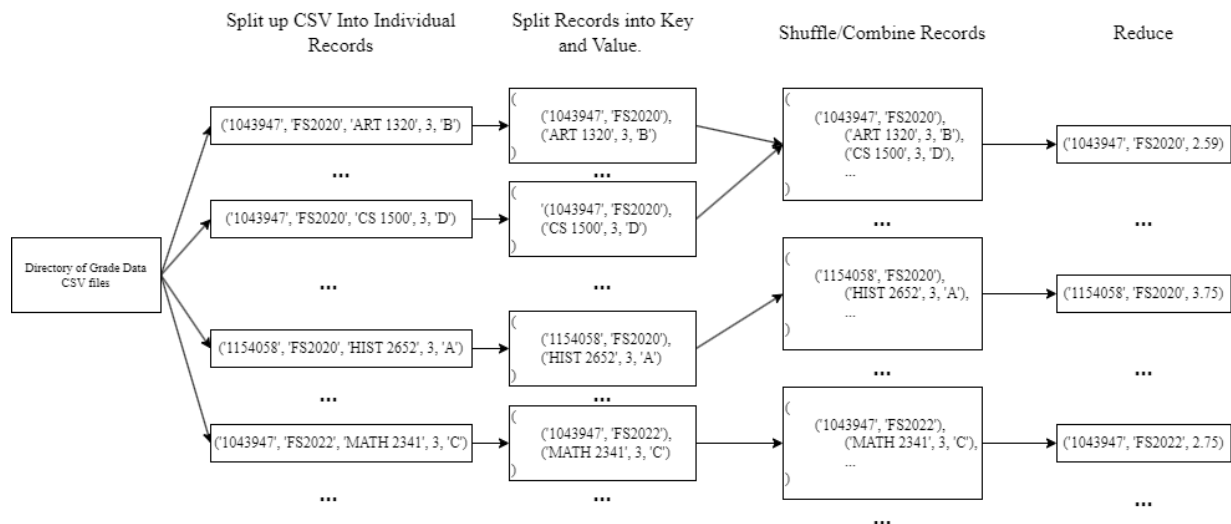 Split up CSV Into Individual
Records
Split Records into Key
and Value.
Shuffle/Combine Records
Reduce
Directory of Grade Data
CSV files
('1043947', 'FS2020', 'ART 1320', 3, 'B')
...
('1043947', 'FS2020', 'CS 1500', 3, 'D')
...
('1154058', 'FS2020', 'HIST 2652', 3, 'A')
...
('1043947', 'FS2022', 'MATH 2341', 3, 'C')
...
(
('1043947', 'FS2020'),
('ART 1320', 3, 'B')
)
...
(
'(1043947', 'FS2020'),
('CS 1500', 3, 'D')
)
...
(
('1154058', 'FS2020'),
('HIST 2652', 3, 'A')
)
...
(
('1043947', 'FS2022'),
('MATH 2341', 3, 'C')
)
...
(
('1043947', 'FS2020'),
('ART 1320', 3, 'B'),
('CS 1500', 3, 'D'),
...
)
...
(
('1154058', 'FS2020'),
('HIST 2652', 3, 'A'),
...
)
...
(
('1043947', 'FS2022'),
('MATH 2341', 3, 'C'),
...
)
...
('1043947', 'FS2020', 2.59)
...
('1154058', 'FS2020', 3.75)
...
('1043947', 'FS2022', 2.75)
...